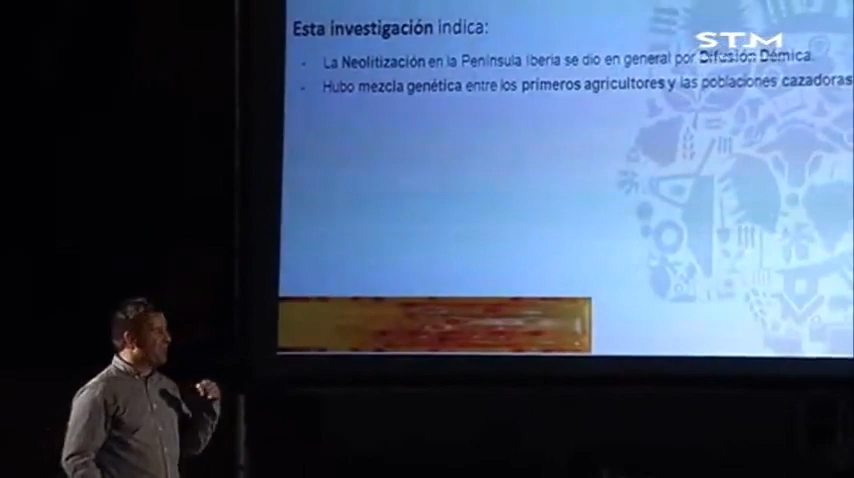 STM
Esta investigación indica:
- La Neolitización en la Peninsula Iberia se dio en general por Difusión Démica.
- Hubo mezcla genética entre los primeros agricultores y las poblaciones cazadoras